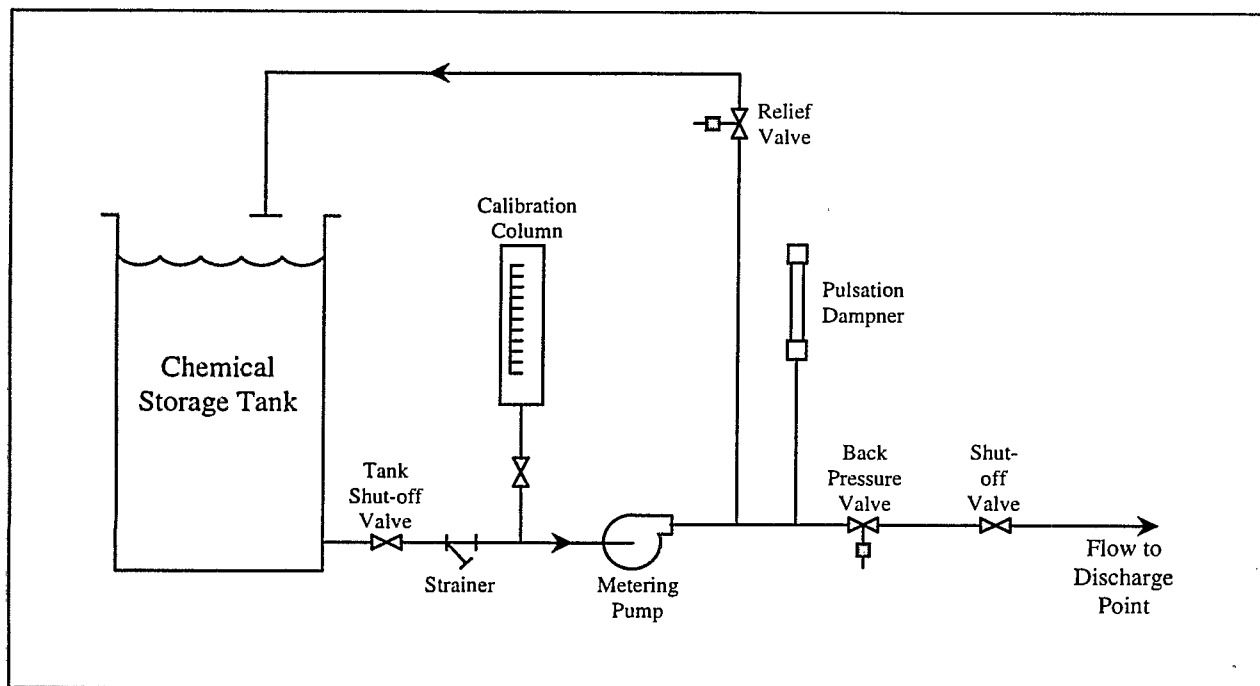 Relief
Valve
Calibration
Column
Pulsation
Dampner
Chemical
Storage Tank
Tank
Shut-off
Valve
Back
Pressure
Valve
Shut-
off
Valve
Strainer
Metering
Pump
Flow to
Discharge
Point